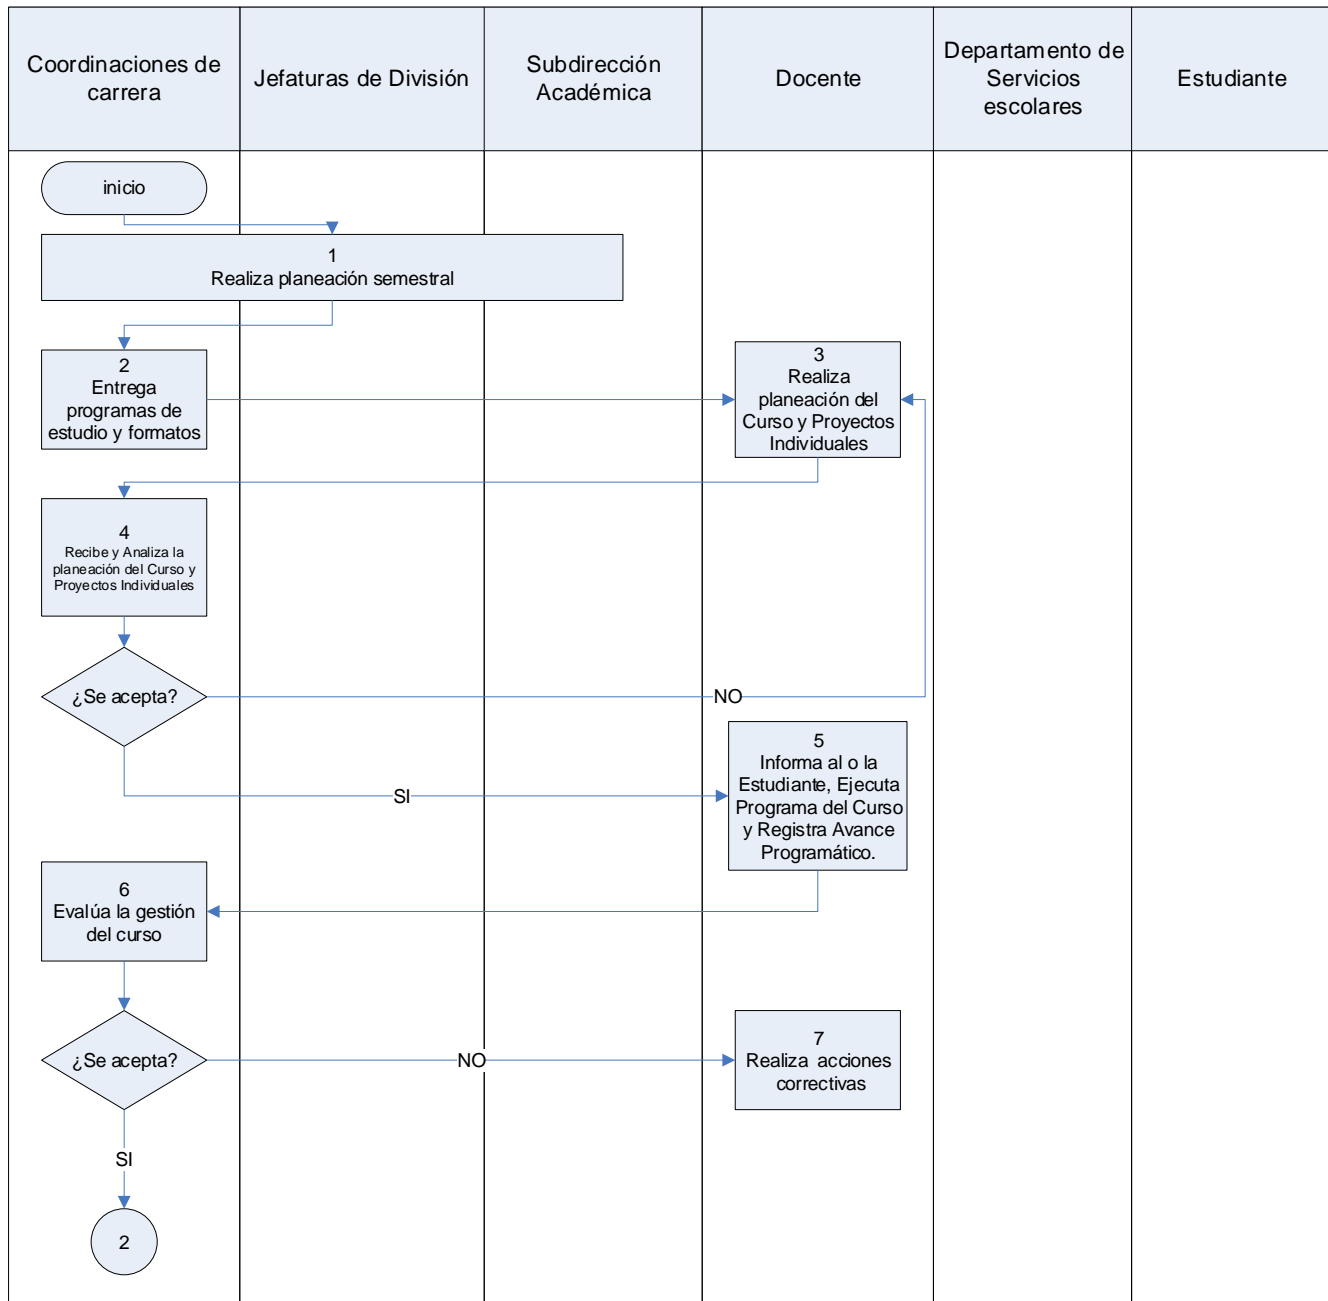 Coordinaciones de
carrera
Jefaturas de División
Subdirección
Académica
Docente
Departamento de
Servicios
escolares
Estudiante
inicio
1
Realiza planeación semestral
2
Entrega
programas de
estudio y formatos
3
Realiza
planeación del
Curso y Proyectos
Individuales
4
Recibe y Analiza la
planeación del Curso y
Proyectos Individuales
¿Se acepta?
NO
SI
5
Informa al o la
Estudiante, Ejecuta
Programa del Curso
y Registra Avance
Programático.
6
Evalúa la gestión
del curso
¿Se acepta?
NO
7
Realiza acciones
correctivas
SI
2